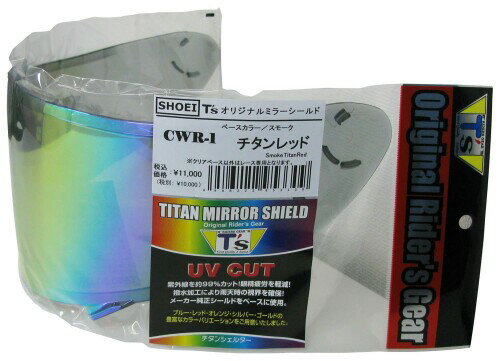 SHOEI T's オリジナルミラーシールド
ベースカラー／スモーク
CWR-1 チタンレッド
Smoke TitanRed
※クリアベース以外はレース専用となります。
税込
価格：¥11,000
(税別：¥10,000)
TITAN MIRROR SHIELD
Original Rider's Gear
T's
UV CUT
紫外線を約99%カット!眼精疲労を軽減!
撥水加工により雨天時の視界を確保!
メーカー純正シールドをベースに使用。
ブルー・レッド・オレンジ・シルバー・ゴールドの
豊富なカラーバリエーションをご用意いたしました。
チタンシェルター
T's
Original Rider's Gear